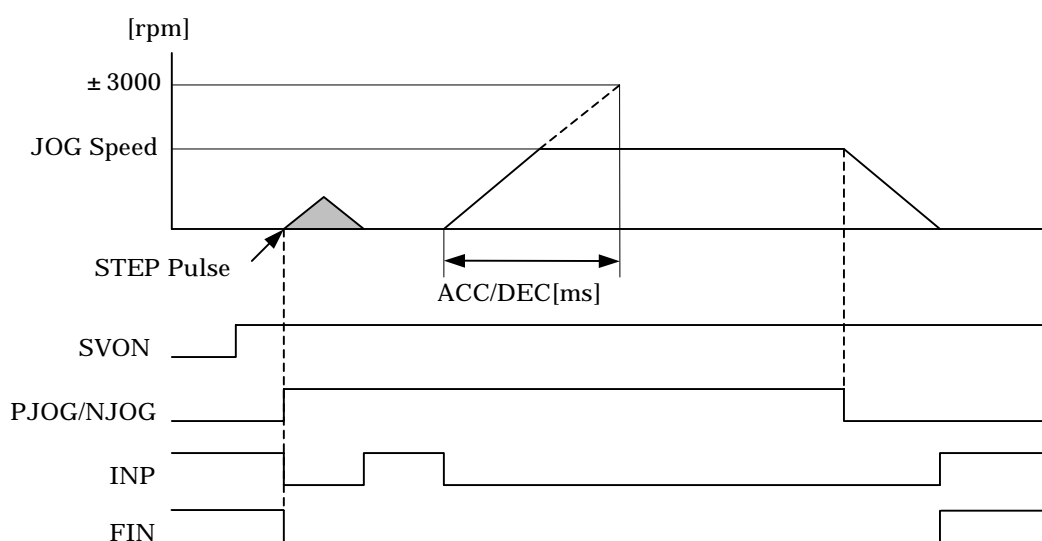 [rpm]
± 3000
JOG Speed
STEP Pulse
ACC/DEC[ms]
SVON
PJOG/NJOG
INP
FIN